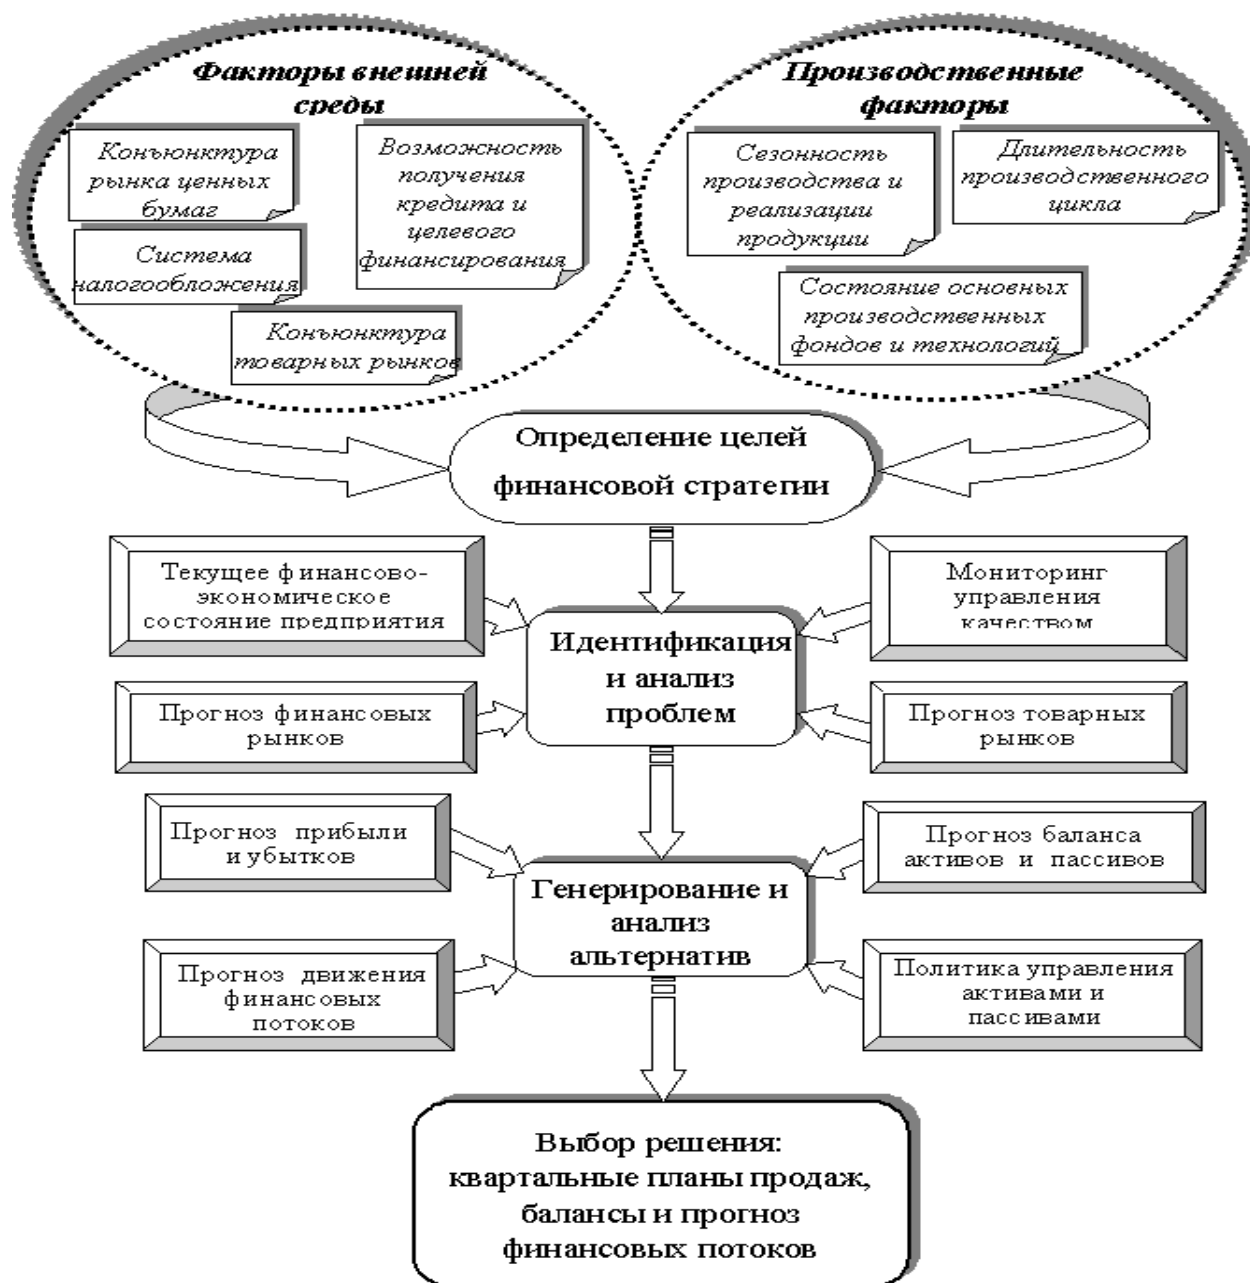 Факторы внешней
среды
Конъюнктура
рынка ценных
бумаг
Возможность
получения
кредита и
целевого
финансирования
Система
налогообложения
Конъюнктура
товарных рынков
Производственные
факторы
Сезонность
производства и
реализации
продукции
Длительность
производственного
цикла
Состояние основных
производственных
фондов и технологий
Определение целей
финансовой стратегии
Текущее финансово-
экономическое
состояние предприятия
Мониторинг
управления
качеством
Идентификация
и анализ
проблем
Прогноз финансовых
рынков
Прогноз товарных
рынков
Прогноз прибыли
и убытков
Прогноз баланса
активов и пассивов
Генерирование и
анализ
альтернатив
Прогноз движения
финансовых
потоков
Политика управления
активами и
пассивами
Выбор решения:
квартальные планы продаж,
балансы и прогноз
финансовых потоков